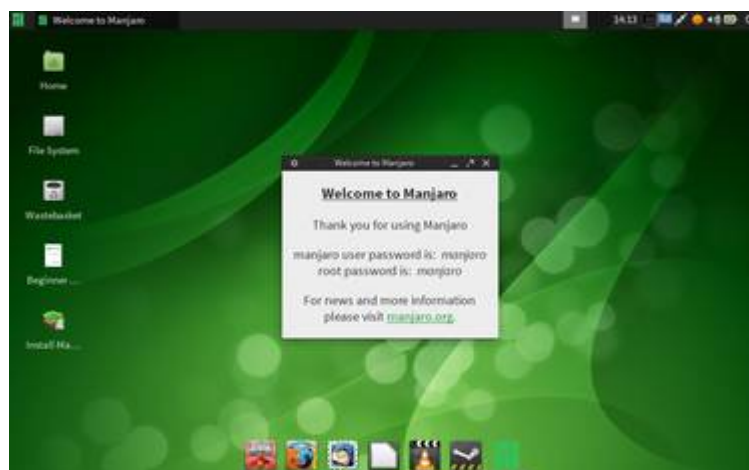 Welcome to Manjaro
14:13
Home
File System
Wastebasket
Beginner ...
Install Ma...
Welcome to Manjaro
Welcome to Manjaro
Thank you for using Manjaro
manjaro user password is: manjaro
root password is: manjaro
For news and more information
please visit manjaro.org.